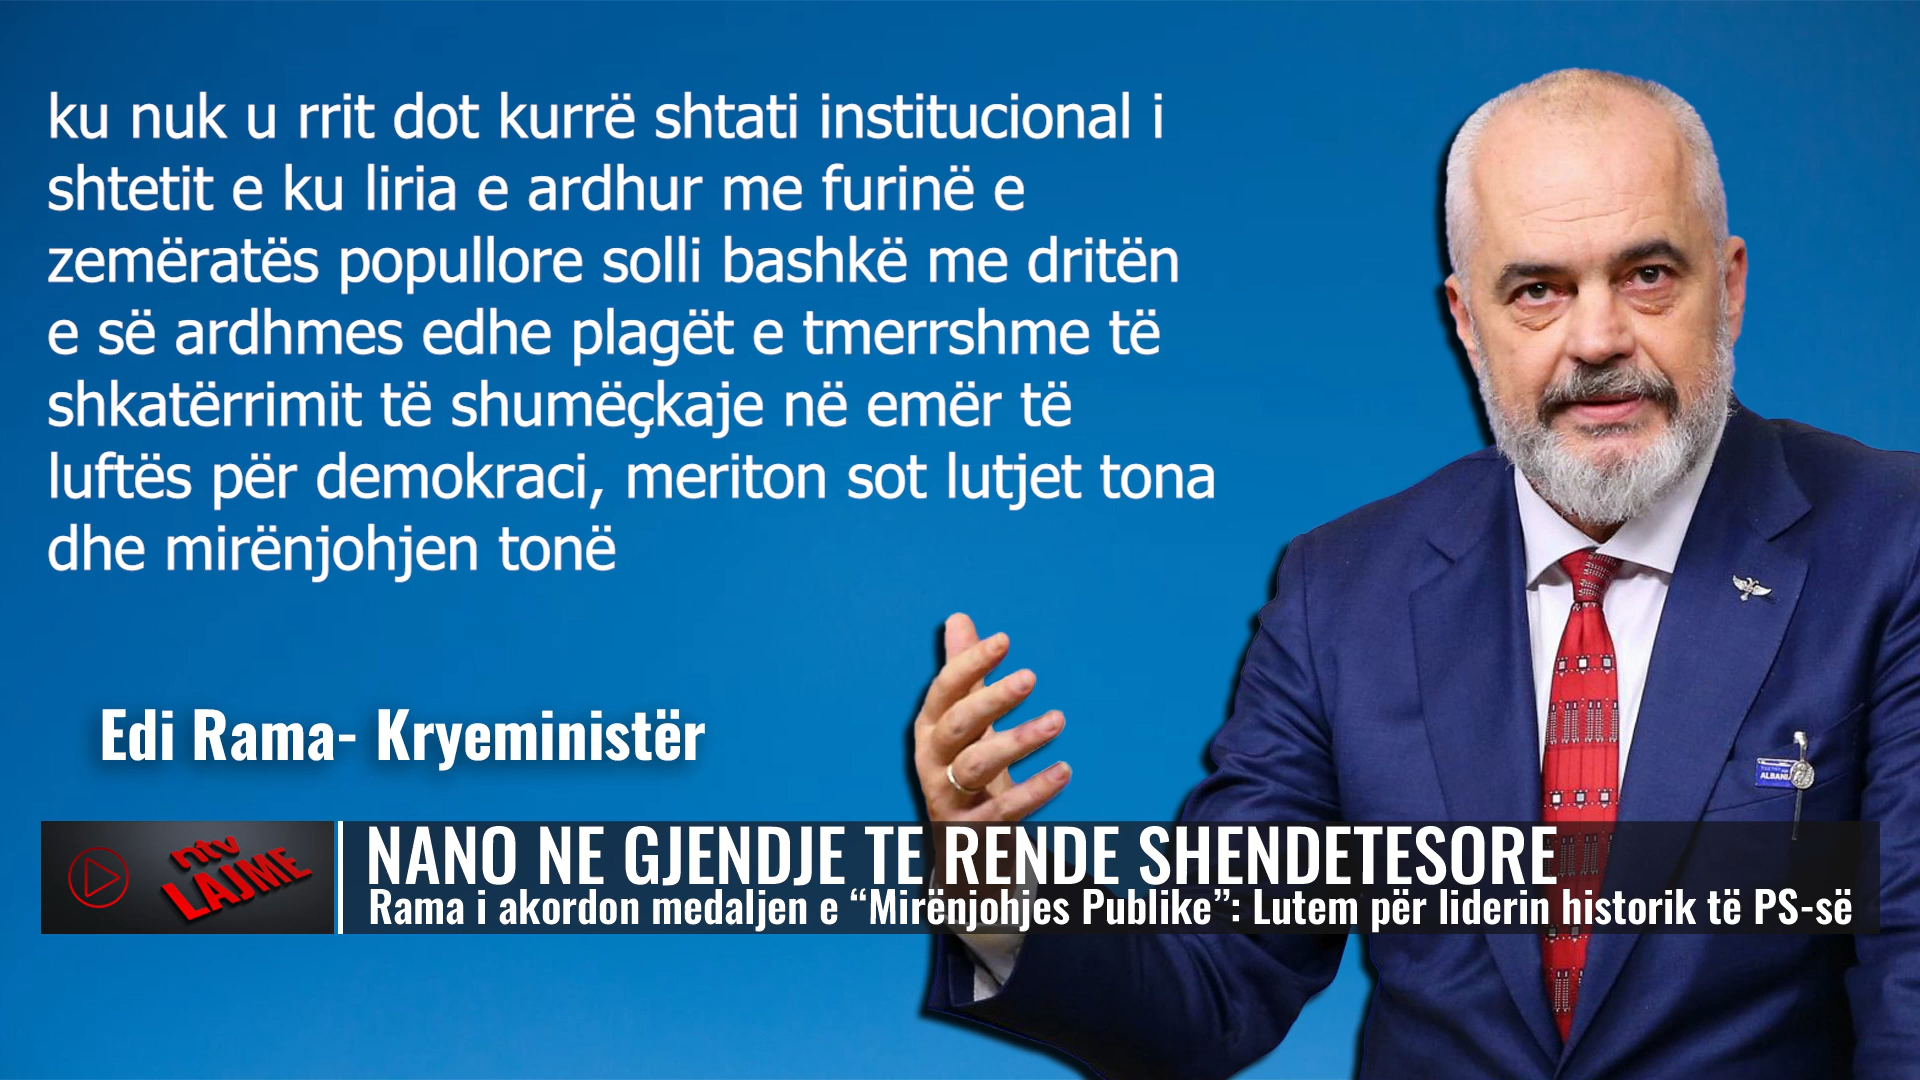 ku nuk u rrit dot kurrë shtati institucional i
shtetit e ku liria e ardhur me furinë e
zemëratës popullore solli bashkë me dritën
e së ardhmes edhe plagët e tmerrshme të
shkatërrimit të shumëçkaje në emër të
luftës për demokraci, meriton sot lutjet tona
dhe mirënjohjen tonë
Edi Rama- Kryeministër
ntv
LAJME
NANO NE GJENDJE TE RENDE SHENDETESORE
Rama i akordon medaljen e “Mirënjohjes Publike”: Lutem për liderin historik të PS-së